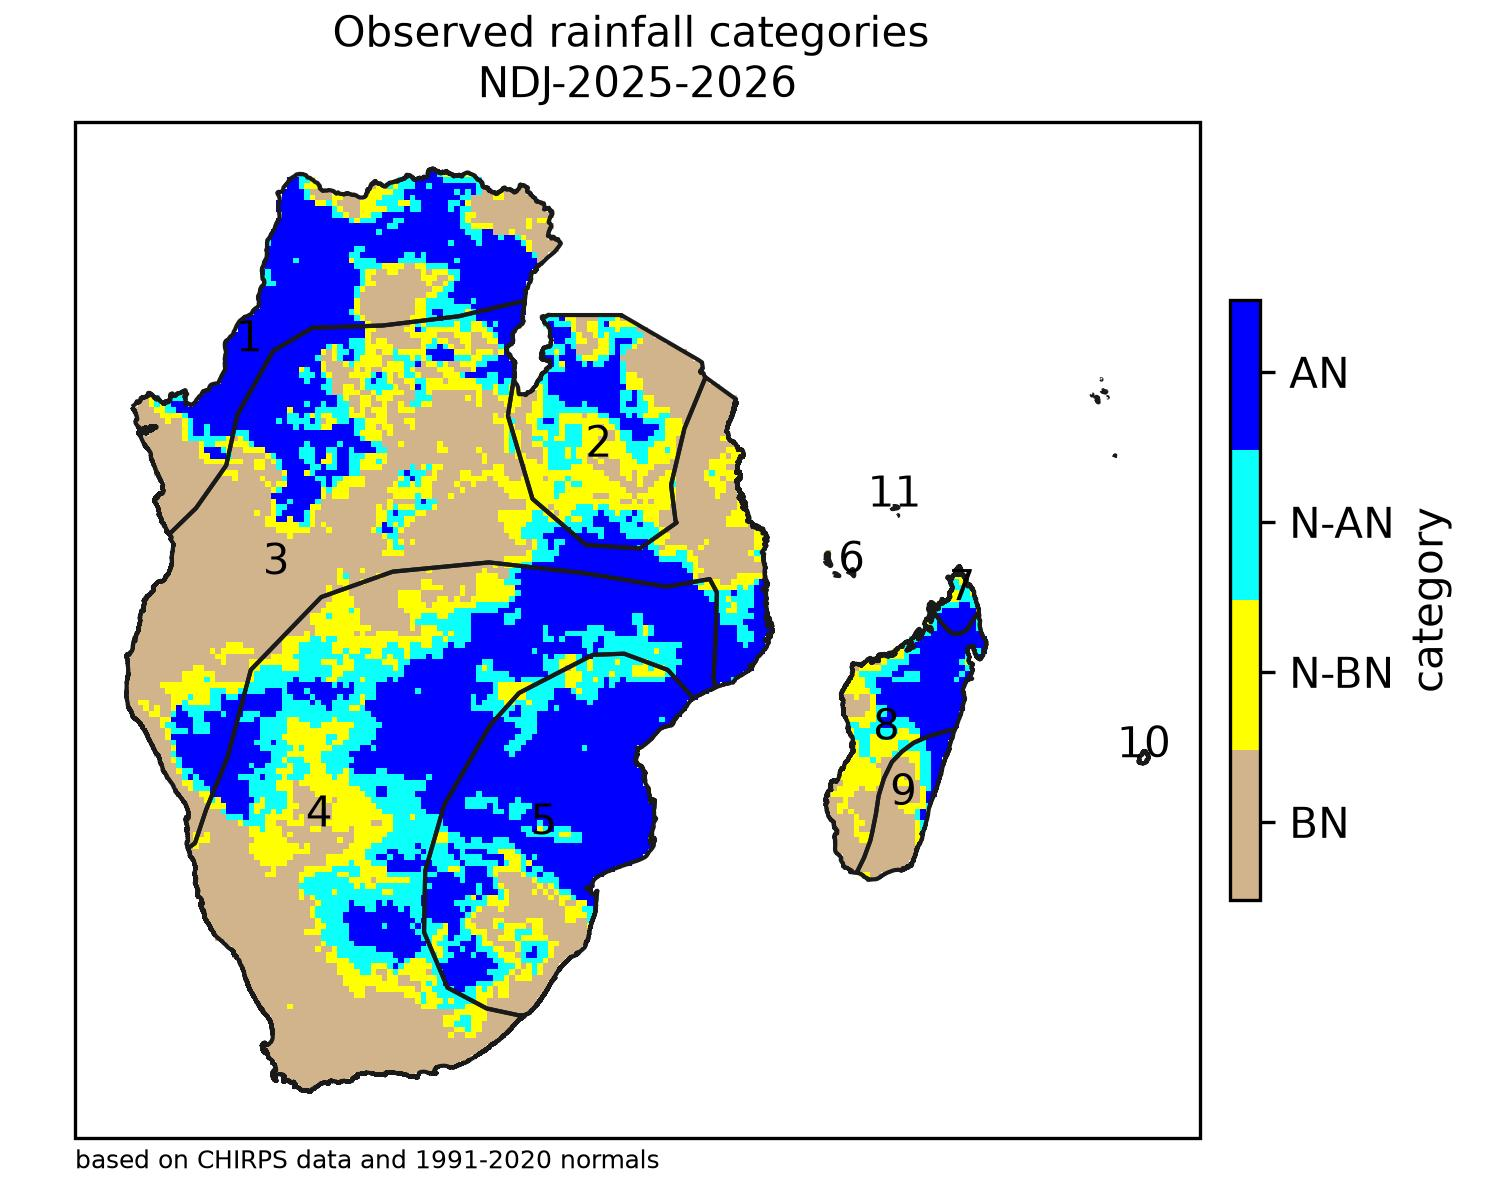 Observed rainfall categories
NDJ-2025-2026
1
2
11
3
6
7
8
10
9
4
5
AN
N-AN
N-BN
BN
category
based on CHIRPS data and 1991-2020 normals